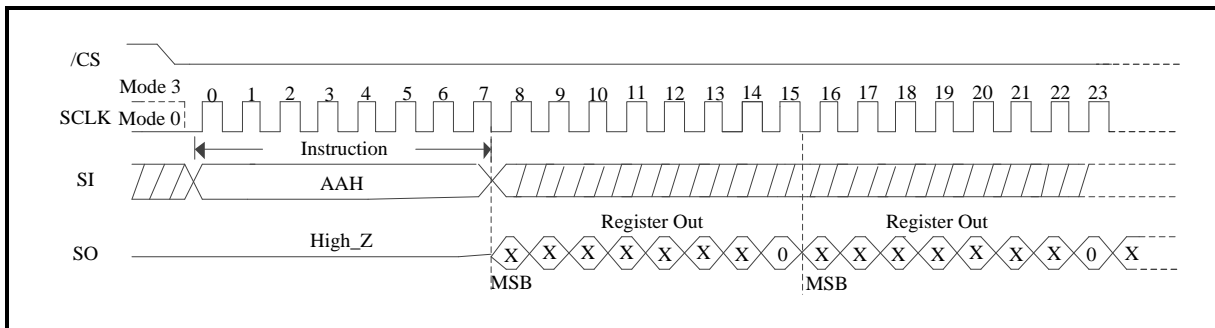 /CS
Mode 3
0 1 2 3 4 5 6 7 8 9 10 11 12 13 14 15 16 17 18 19 20 21 22 23
SCLK Mode 0
Instruction
SI AAH
Register Out Register Out
SO High_Z X X X X X X X 0 X X X X X X X 0 X
MSB MSB